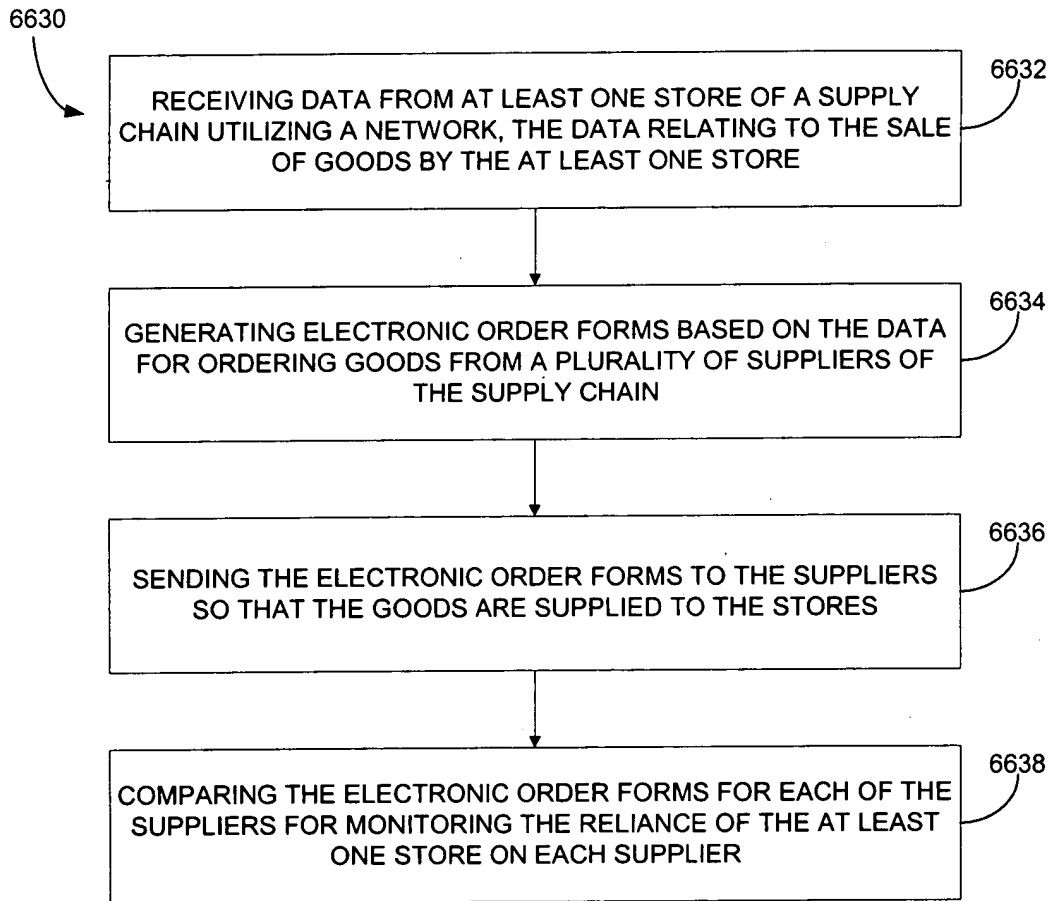 6630
6632
RECEIVING DATA FROM AT LEAST ONE STORE OF A SUPPLY
CHAIN UTILIZING A NETWORK, THE DATA RELATING TO THE SALE
OF GOODS BY THE AT LEAST ONE STORE
6634
GENERATING ELECTRONIC ORDER FORMS BASED ON THE DATA
FOR ORDERING GOODS FROM A PLURALITY OF SUPPLIERS OF
THE SUPPLY CHAIN
6636
SENDING THE ELECTRONIC ORDER FORMS TO THE SUPPLIERS
SO THAT THE GOODS ARE SUPPLIED TO THE STORES
6638
COMPARING THE ELECTRONIC ORDER FORMS FOR EACH OF THE
SUPPLIERS FOR MONITORING THE RELIANCE OF THE AT LEAST
ONE STORE ON EACH SUPPLIER